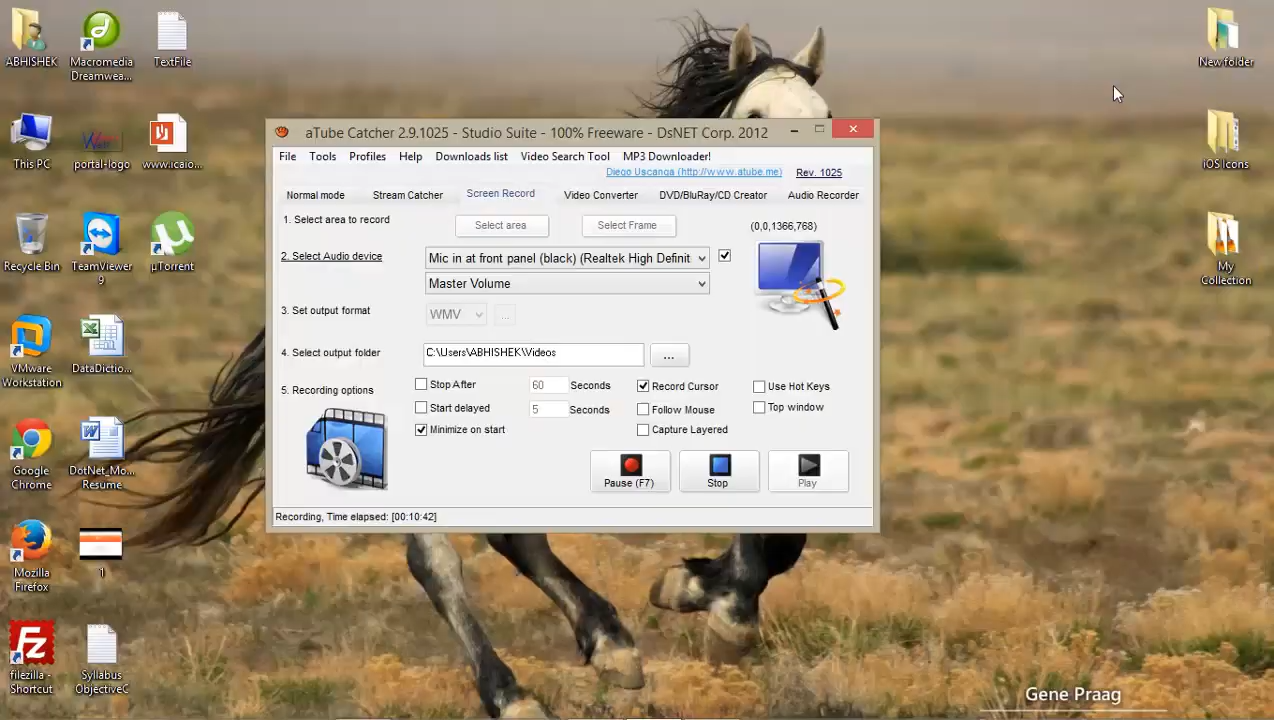 ABHISHEK
Macromedia
Dreamwea...
TextFile
New folder
This PC
portal-logo
www.icaio...
iOS Icons
Recycle Bin
TeamViewer
9
µTorrent
My
Collection
VMware
Workstation
DataDictio...
Google
Chrome
DotNet_Mo...
Resume
Mozilla
Firefox
1
filezilla -
Shortcut
Syllabus
ObjectiveC
aTube Catcher 2.9.1025 - Studio Suite - 100% Freeware - DsNET Corp. 2012
File Tools Profiles Help Downloads list Video Search Tool MP3 Downloader!
Diego Uscanga (http://www.atube.me) Rev. 1025
Normal mode Stream Catcher Screen Record Video Converter DVD/BluRay/CD Creator Audio Recorder
1. Select area to record Select area Select Frame (0,0,1366,768)
2. Select Audio device Mic in at front panel (black) (Realtek High Definit
Master Volume
3. Set output format WMV ...
4. Select output folder C:\Users\ABHISHEK\Videos ...
5. Recording options Stop After 60 Seconds Record Cursor Use Hot Keys
Start delayed 5 Seconds Follow Mouse Top window
Minimize on start Capture Layered
Pause (F7) Stop Play
Recording, Time elapsed: [00:10:42]
Gene Praag